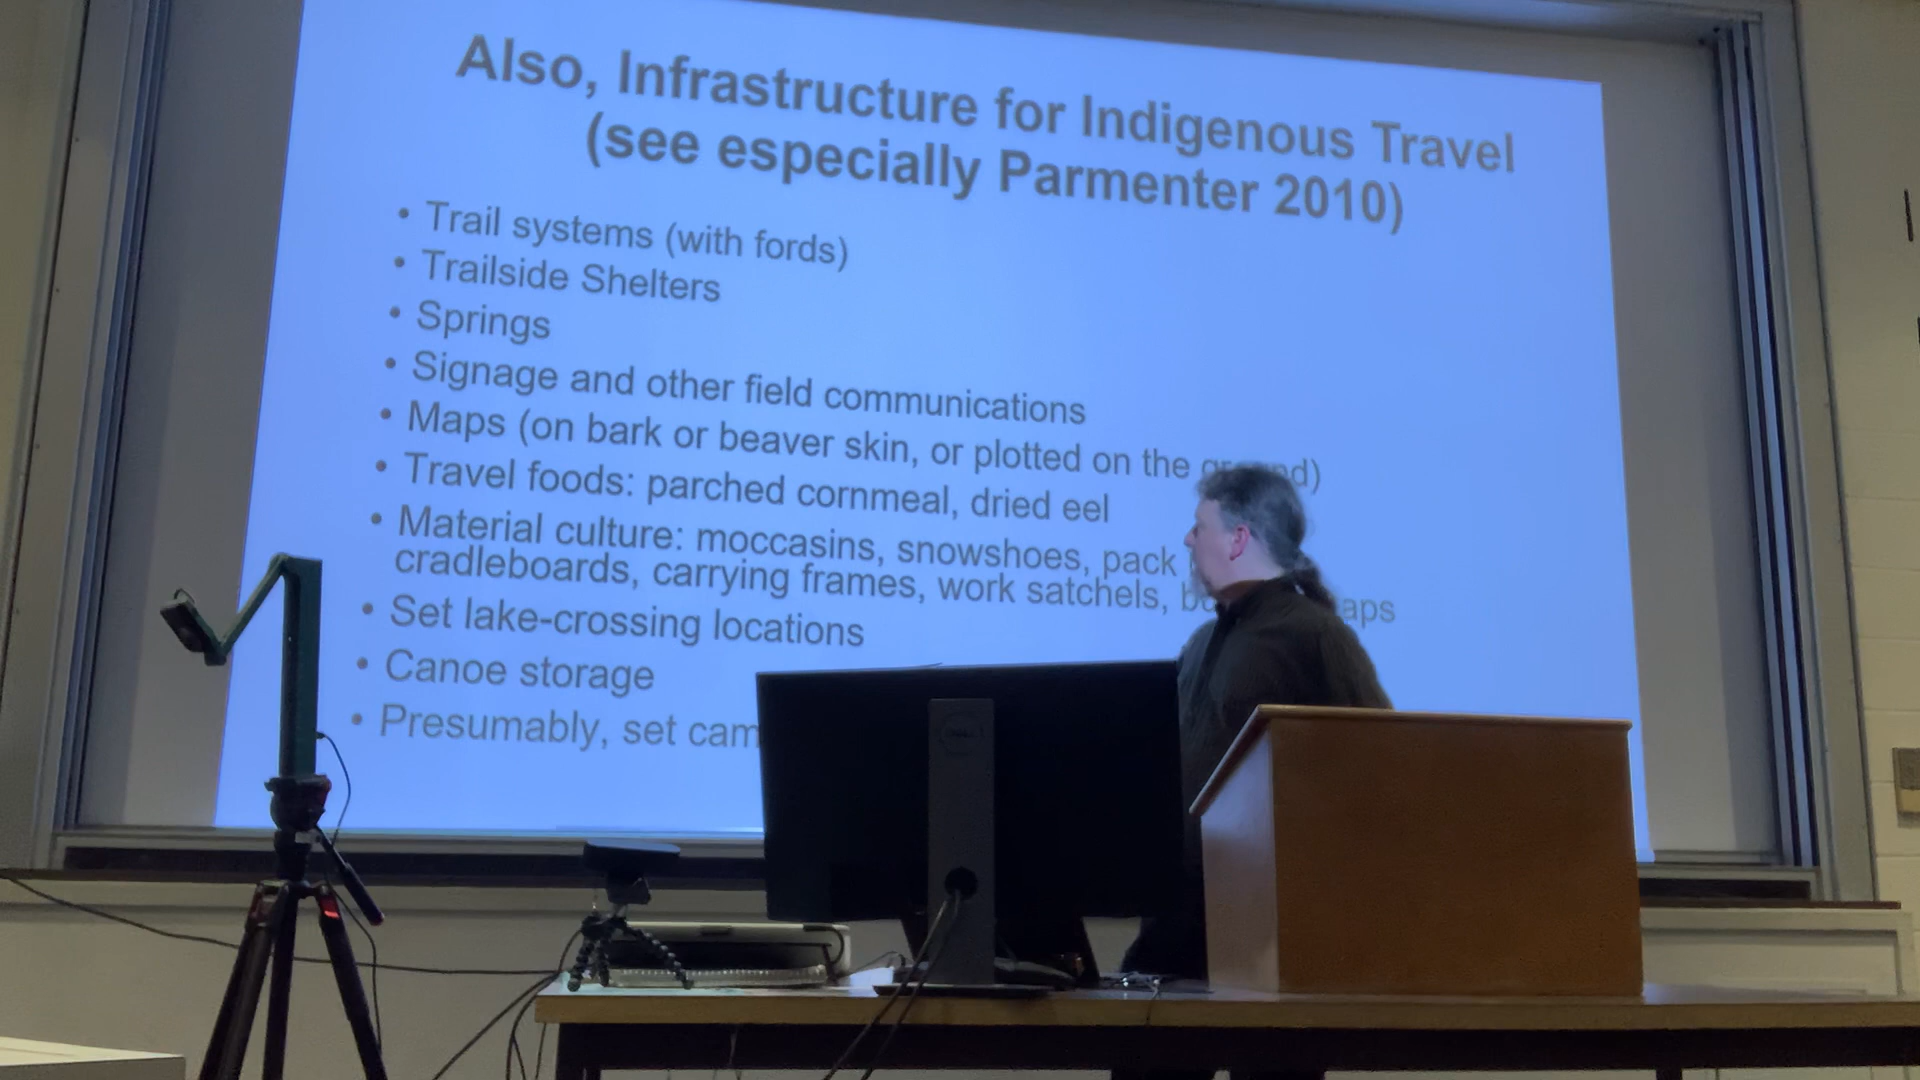 Also, Infrastructure for Indigenous Travel
(see especially Parmenter 2010)
• Trail systems (with fords)
• Trailside Shelters
• Springs
• Signage and other field communications
• Maps (on bark or beaver skin, or plotted on the
• Travel foods: parched cornmeal, dried eel
• Material culture: moccasins, snowshoes, pack
cradleboards, carrying frames, work satchels,
• Set lake-crossing locations
• Canoe storage
• Presumably, set